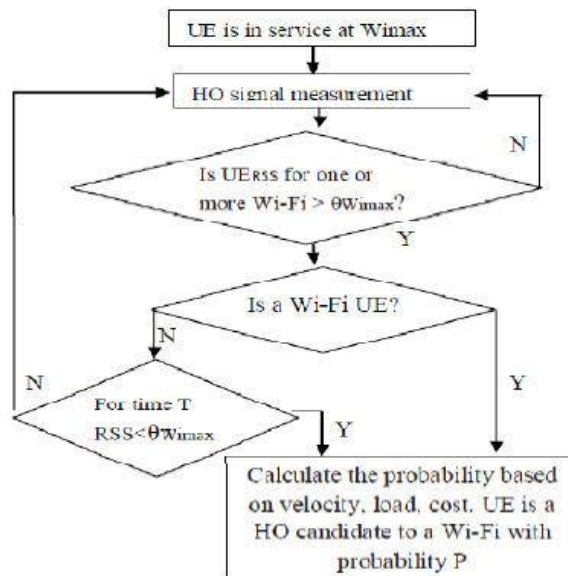 UE is in service at Wimax
HO signal measurement
N
Is UERSS for one or
more Wi-Fi > θWimax?
Y
Is a Wi-Fi UE?
N
N
Y
For time T
RSS<θWimax
Y
Calculate the probability based
on velocity, load, cost. UE is a
HO candidate to a Wi-Fi with
probability P